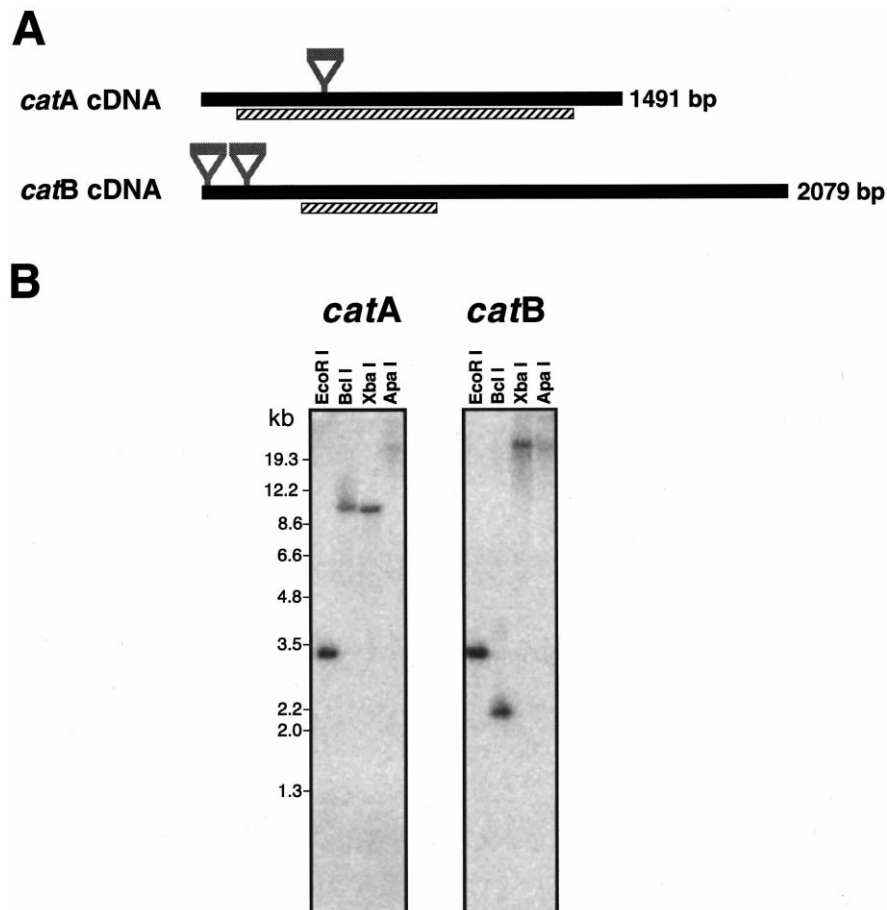 A
catA cDNA
1491 bp
catB cDNA
2079 bp
B
catA
catB
EcoR I
Bcl I
Xba I
Apa I
EcoR I
Bcl I
Xba I
Apa I
kb
19.3
12.2
8.6
6.6
4.8
3.5
2.2
2.0
1.3